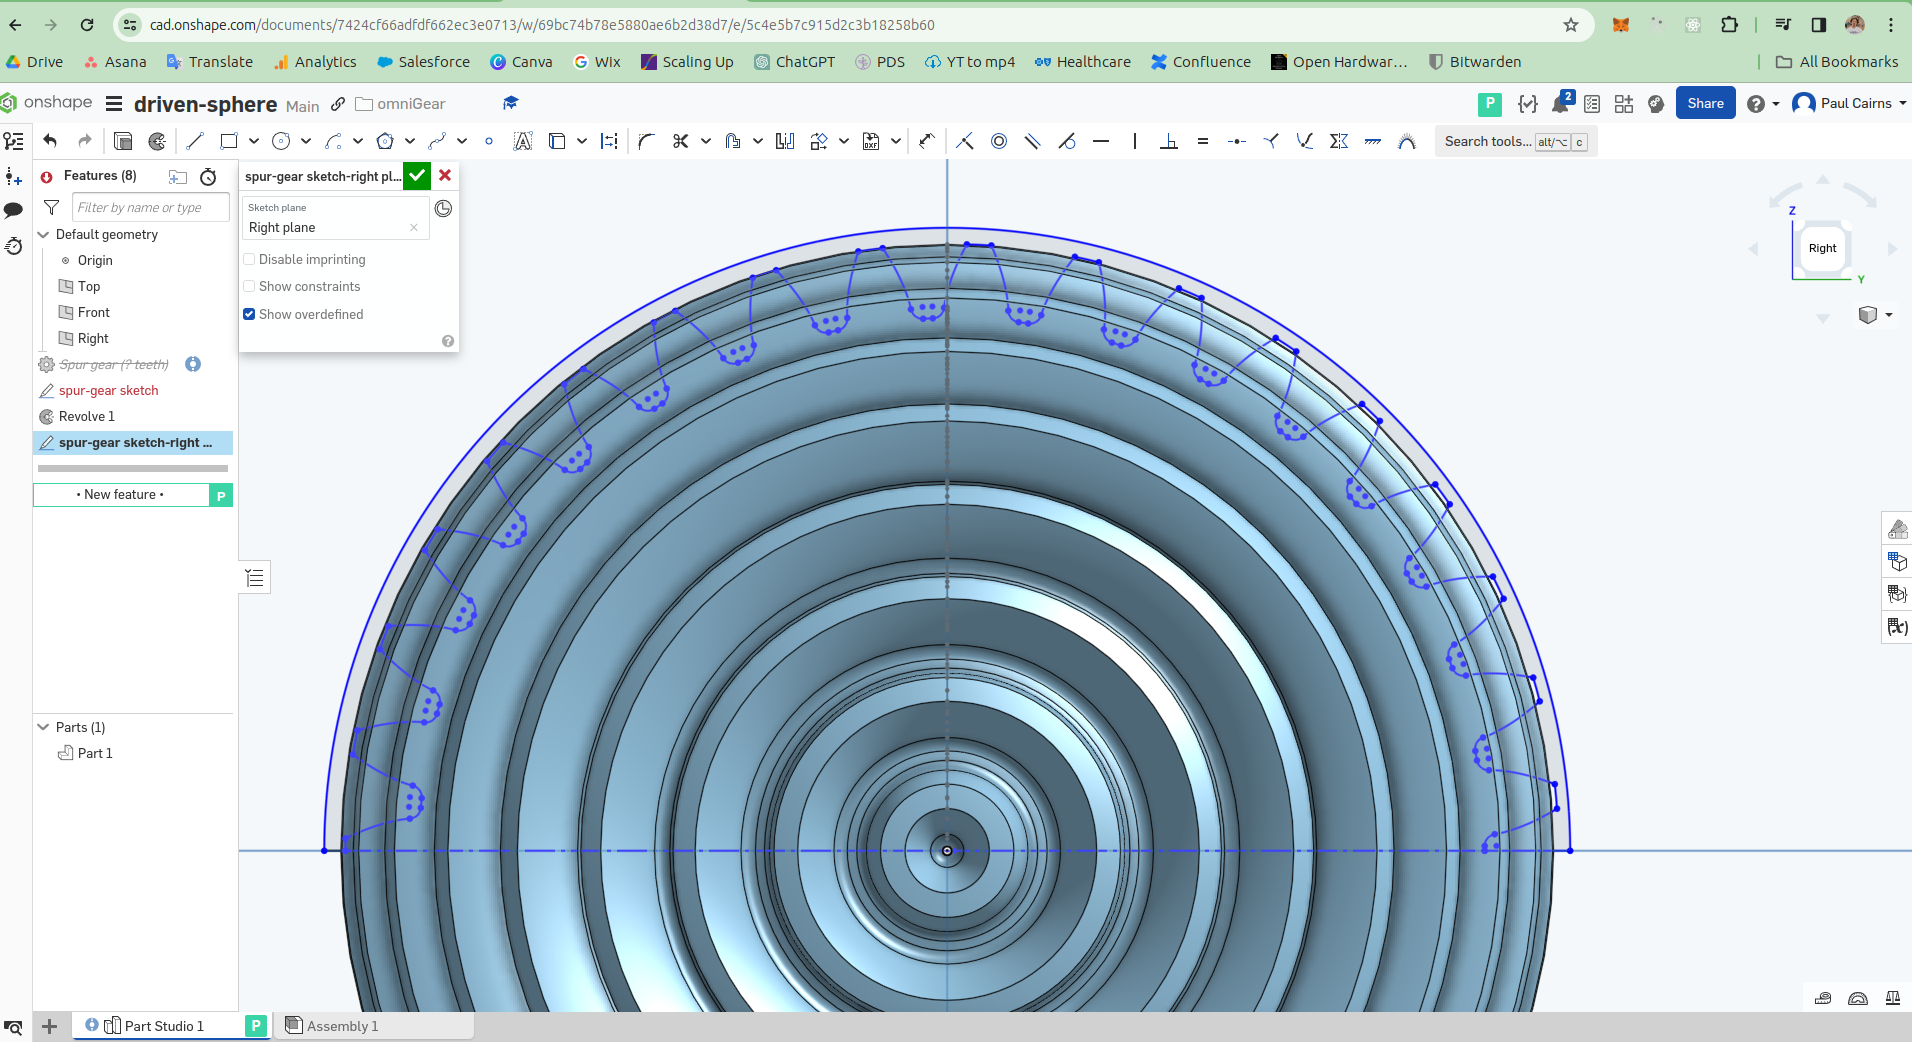 cad.onshape.com/documents/7424cf66adfdf662ec3e0713/w/69bc74b78e5880ae6b2d38d7/e/5c4e5b7c915d2c3b18258b60
Drive Asana Translate Analytics Salesforce Canva Wix Scaling Up ChatGPT PDS YT to mp4 Healthcare Confluence Open Hardwar... Bitwarden All Bookmarks
onshape driven-sphere Main omniGear P 2 Share Paul Cairns
DXF Search tools... alt/⌥ c
Features (8)
Filter by name or type
Default geometry
Origin
Top
Front
Right
Spur gear (? teeth)
spur-gear sketch
Revolve 1
spur-gear sketch-right ...
• New feature • P
Parts (1)
Part 1
spur-gear sketch-right pl...
Sketch plane
Right plane
Disable imprinting
Show constraints
Show overdefined
Z
Right
Y
(x)
Part Studio 1 P Assembly 1